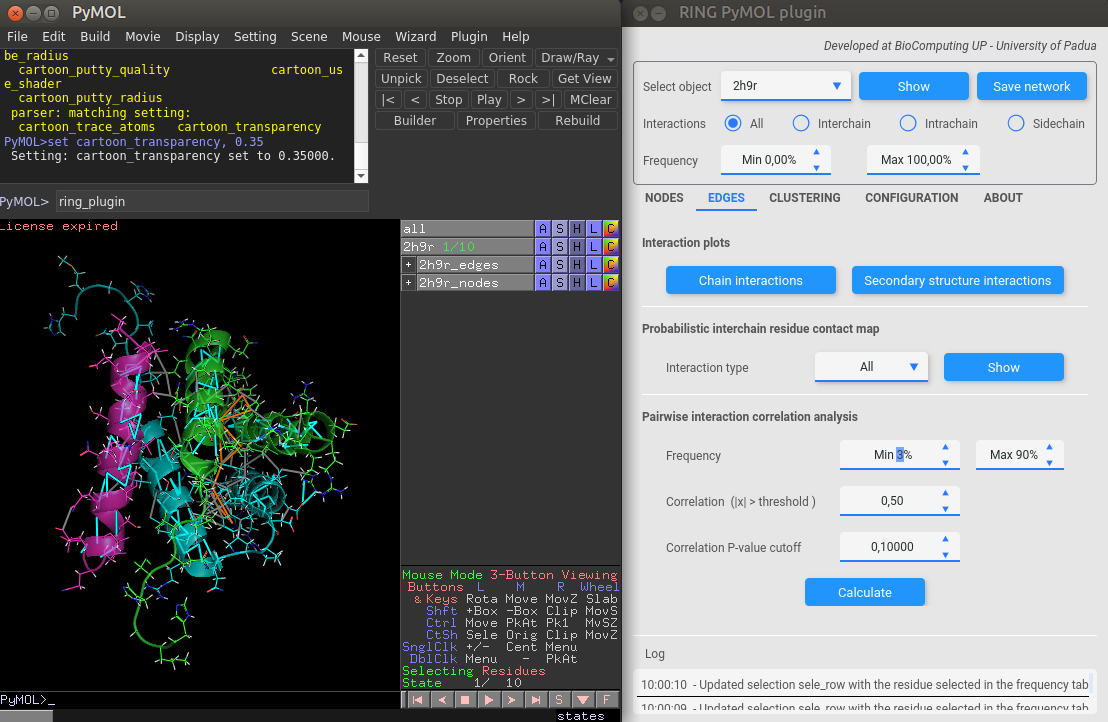 PyMOL
File Edit Build Movie Display Setting Scene Mouse Wizard Plugin Help
be_radius
cartoon_putty_quality cartoon_us
e_shader
cartoon_putty_radius
parser: matching setting:
cartoon_trace_atoms cartoon_transparency
PyMOL>set cartoon_transparency, 0.35
Setting: cartoon_transparency set to 0.35000.
PyMOL> ring_plugin
Reset Zoom Orient Draw/Ray
Unpick Deselect Rock Get View
|< < Stop Play > >| MClear
Builder Properties Rebuild
License expired
all A S H L C
2h9r 1/10 A S H L C
+ 2h9r_edges A S H L C
+ 2h9r_nodes A S H L C
Mouse Mode 3-Button Viewing
Buttons L M R Wheel
& Keys Rota Move MovZ Slab
Shft +Box -Box Clip MovS
Ctrl Move PkAt Pk1 MvSZ
CtSh Sele Orig Clip MovZ
SnglClk +/- Cent Menu
DblClk Menu - PkAt
Selecting Residues
State 1/ 10
PyMOL>_
S F
states
RING PyMOL plugin
Developed at BioComputing UP - University of Padua
Select object 2h9r Show Save network
Interactions All Interchain Intrachain Sidechain
Frequency Min 0,00% Max 100,00%
NODES EDGES CLUSTERING CONFIGURATION ABOUT
Interaction plots
Chain interactions Secondary structure interactions
Probabilistic interchain residue contact map
Interaction type All Show
Pairwise interaction correlation analysis
Frequency Min 3% Max 90%
Correlation (|x| > threshold ) 0,50
Correlation P-value cutoff 0,10000
Calculate
Log
10:00:10 - Updated selection sele_row with the residue selected in the frequency tab
10:00:09 - Updated selection sele_row with the residue selected in the frequency tab